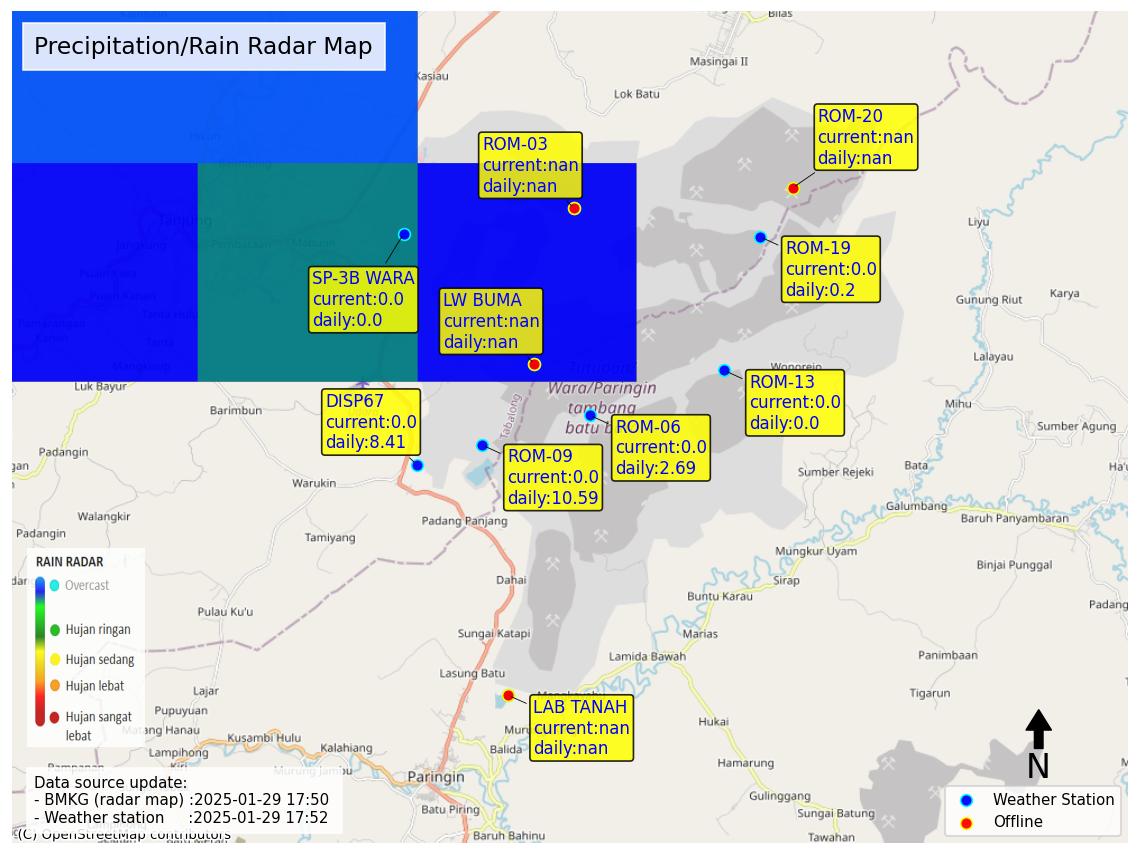 Precipitation/Rain Radar Map
Bilas
Masingai II
Kasiau
Lok Batu
ROM-20
current:nan
daily:nan
ROM-03
current:nan
daily:nan
Tanjung
Liyu
ROM-19
current:0.0
daily:0.2
SP-3B WARA
current:0.0
daily:0.0
LW BUMA
current:nan
daily:nan
Gunung Riut
Karya
Lalayau
Wonorejo
Wara/Paringin
tambang
Luk Bayur
Barimbun
Tabalong
ROM-13
current:0.0
daily:0.0
DISP67
current:0.0
daily:8.41
ROM-06
current:0.0
daily:2.69
ROM-09
current:0.0
daily:10.59
Mihu
Sumber Agung
Padangin
Warukin
Bata
Sumber Rejeki
Galumbang
Baruh Panyambaran
Walangkir
Padangin
Padang Panjang
Tamiyang
Mungkur Uyam
Binjai Punggal
Dahai
Sirap
Buntu Karau
Padang
Pulau Ku'u
Sungai Katapi
Marias
Lamida Bawah
Panimbaan
RAIN RADAR
Overcast
Hujan ringan
Hujan sedang
Hujan lebat
Hujan sangat
lebat
Lasung Batu
Lajar
Pupuyuan
Tigarun
LAB TANAH
current:nan
daily:nan
Hukai
Matang Hanau
Kusambi Hulu
Lampihong
Kalahiang
Balida
Murung Jambu
Hamarung
Paringin
N
Data source update:
- BMKG (radar map) :2025-01-29 17:50
- Weather station :2025-01-29 17:52
Batu Piring
Gulinggang
Sungai Batung
Weather Station
Offline
(C) OpenStreetMap contributors
Baruh Bahinu
Tawahan